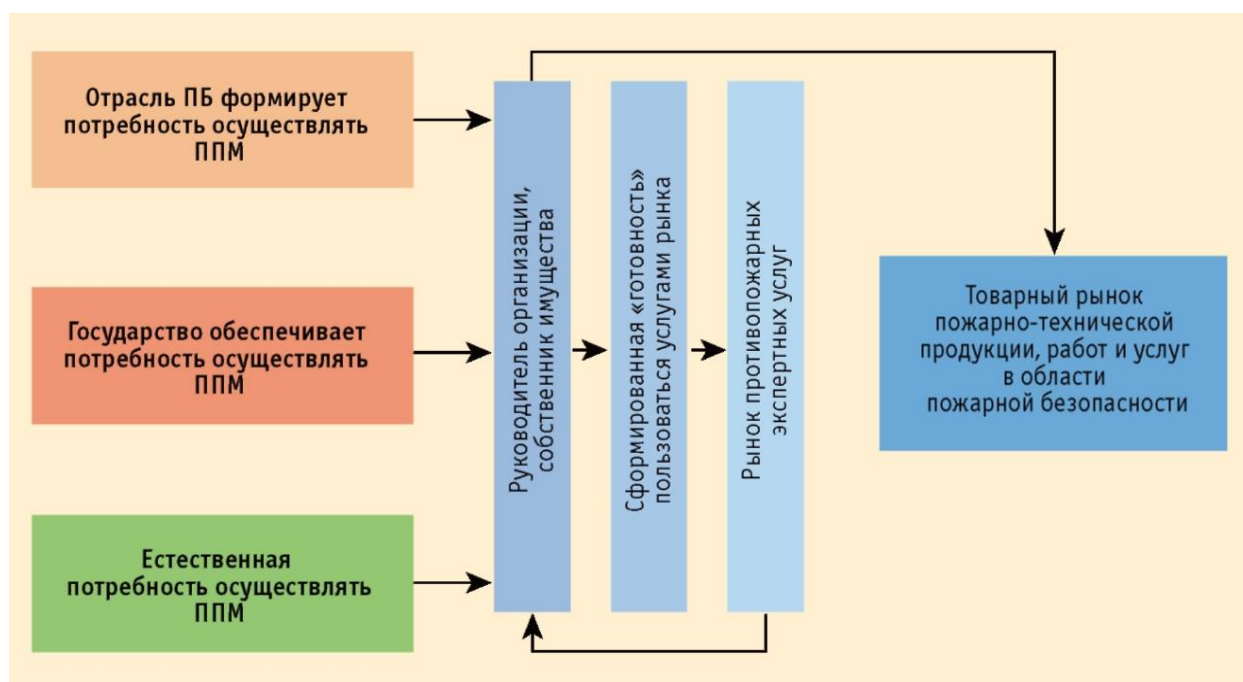 Отрасль ПБ формирует
потребность осуществлять
ППМ
Государство обеспечивает
потребность осуществлять
ППМ
Естественная
потребность осуществлять
ППМ
Руководитель организации,
собственник имущества
Сформированная «готовность»
пользоваться услугами рынка
Рынок противопожарных
экспертных услуг
Товарный рынок
пожарно-технической
продукции, работ и услуг
в области
пожарной безопасности